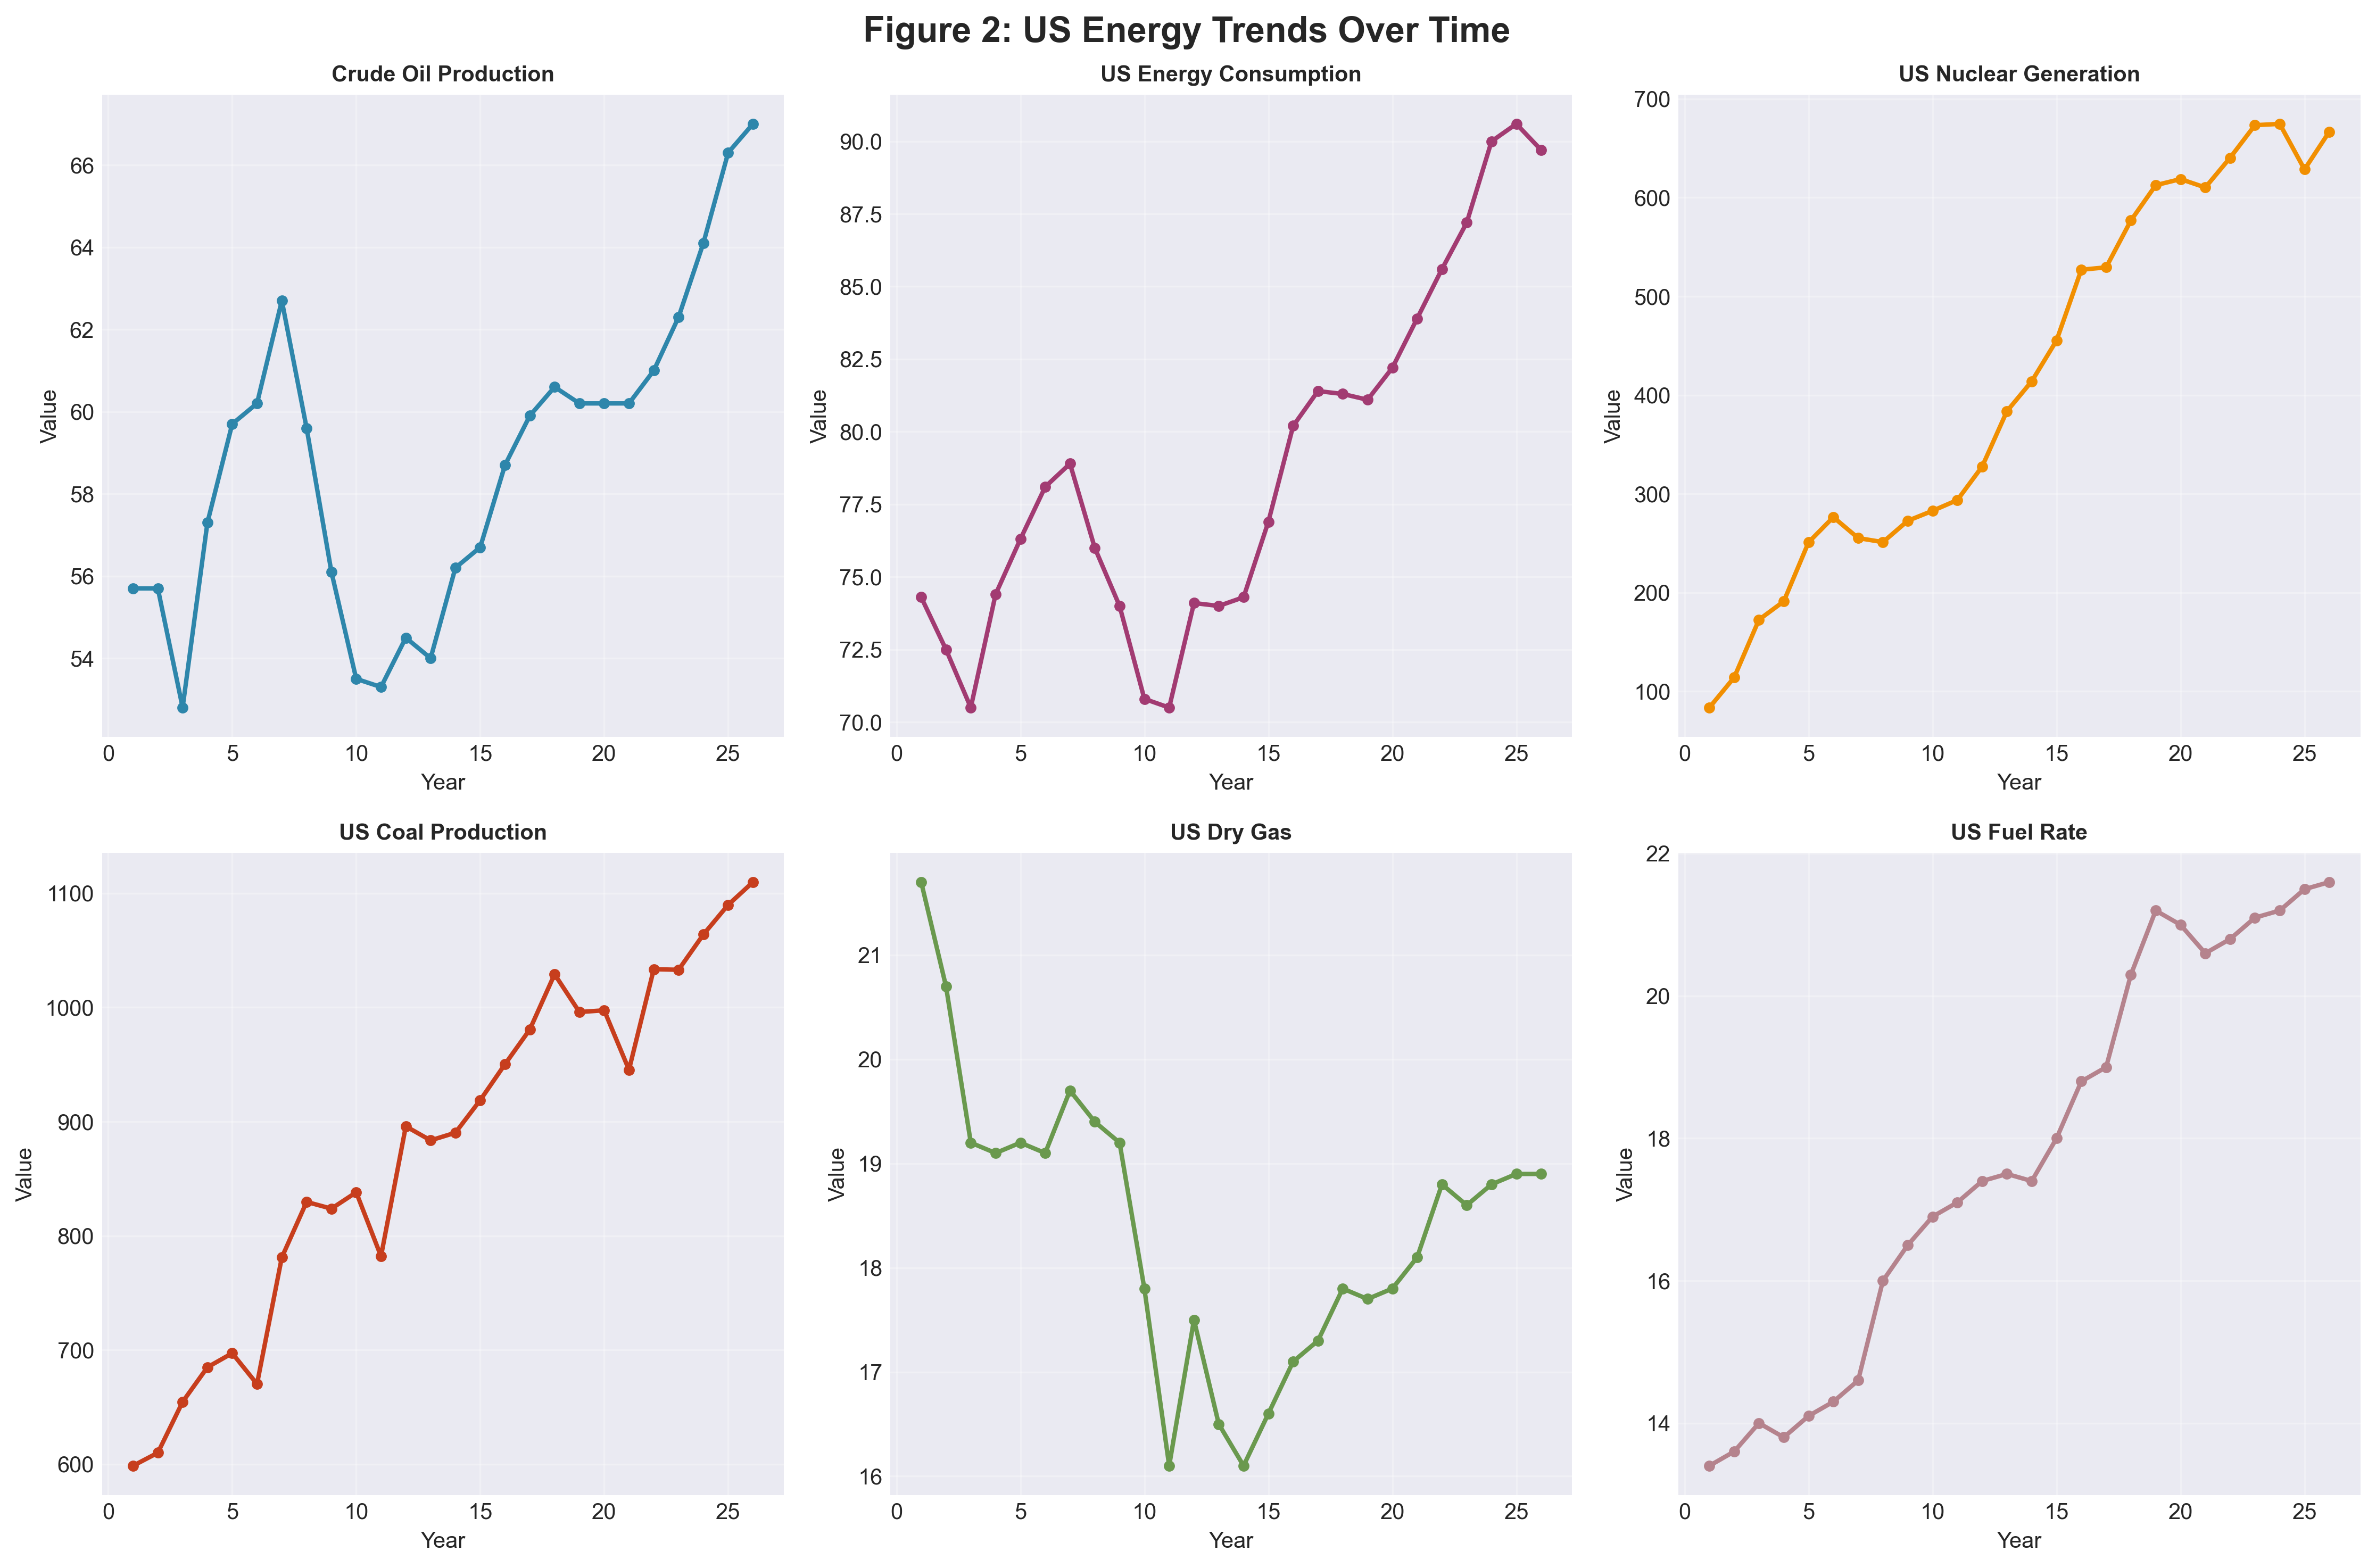 Figure 2: US Energy Trends Over Time
Crude Oil Production
66
64
62
60
58
56
54
Value
0 5 10 15 20 25
Year
US Energy Consumption
90.0
87.5
85.0
82.5
80.0
77.5
75.0
72.5
70.0
Value
0 5 10 15 20 25
Year
US Nuclear Generation
700
600
500
400
300
200
100
Value
0 5 10 15 20 25
Year
US Coal Production
1100
1000
900
800
700
600
Value
0 5 10 15 20 25
Year
US Dry Gas
21
20
19
18
17
16
Value
0 5 10 15 20 25
Year
US Fuel Rate
22
20
18
16
14
Value
0 5 10 15 20 25
Year